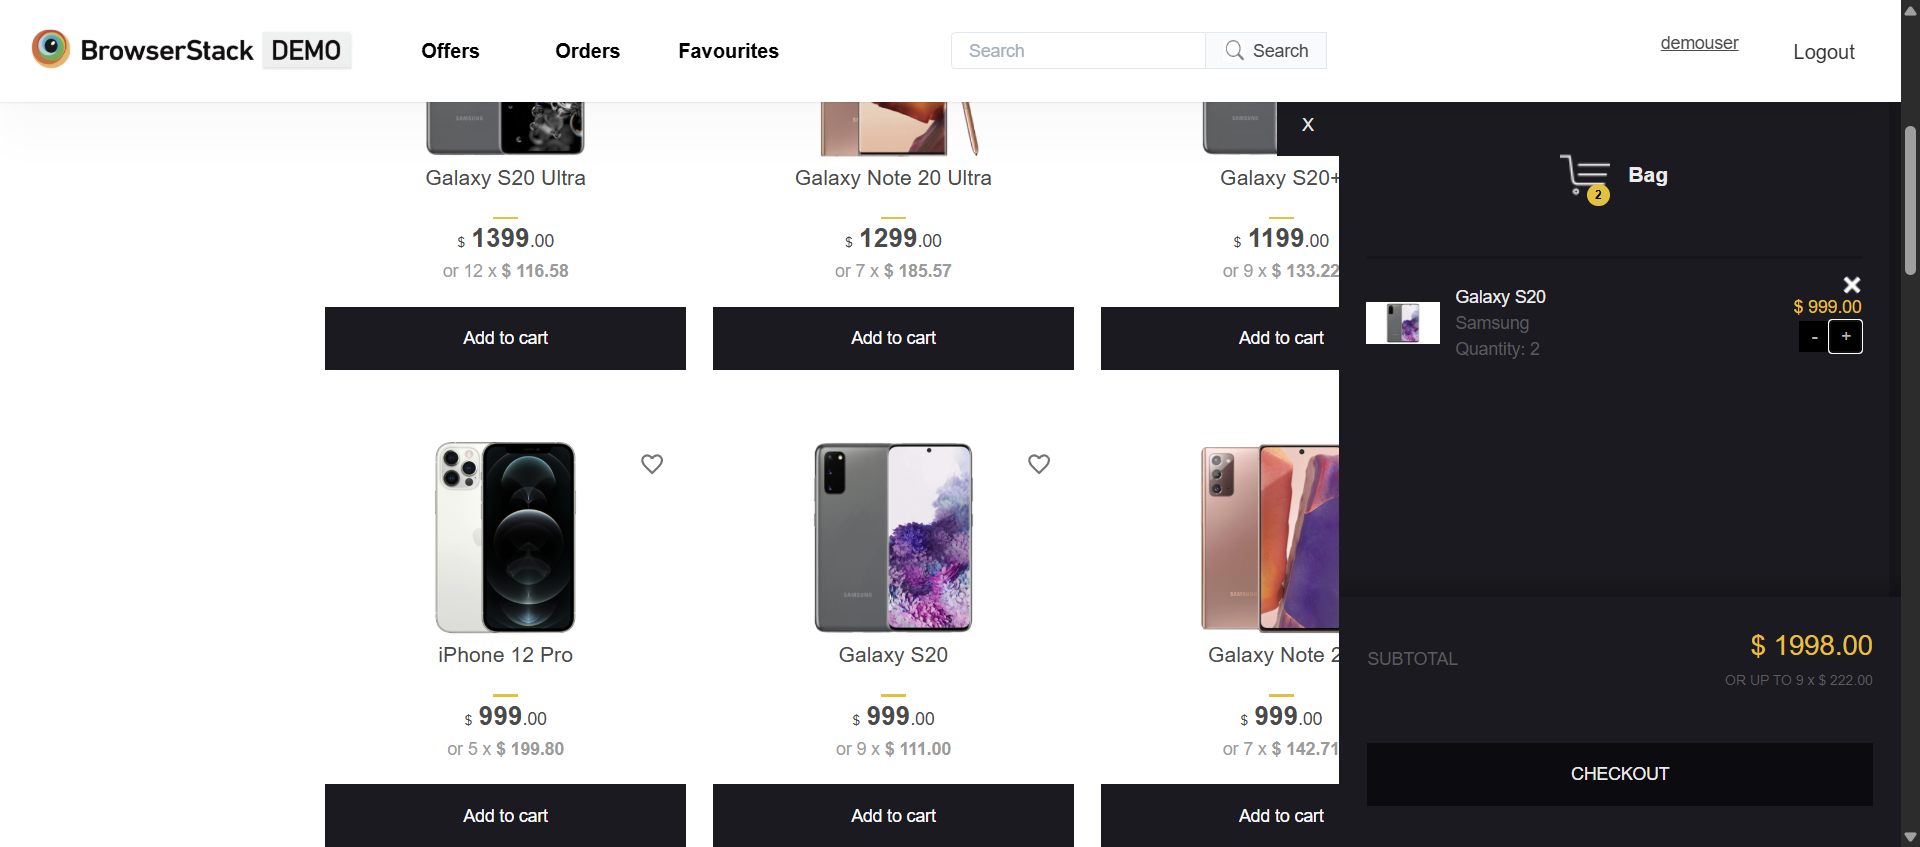 BrowserStack DEMO
Offers
Orders
Favourites
Search
Search
demouser
Logout
Galaxy S20 Ultra
$ 1399.00
or 12 x $ 116.58
Add to cart
Galaxy Note 20 Ultra
$ 1299.00
or 7 x $ 185.57
Add to cart
Galaxy S20+
$ 1199.00
or 9 x $ 133.22
Add to cart
iPhone 12 Pro
$ 999.00
or 5 x $ 199.80
Add to cart
SAMSUNG
Galaxy S20
$ 999.00
or 9 x $ 111.00
Add to cart
Galaxy Note 2
$ 999.00
or 7 x $ 142.71
Add to cart
X
2
Bag
Galaxy S20
Samsung
Quantity: 2
$ 999.00
- +
SUBTOTAL
$ 1998.00
OR UP TO 9 x $ 222.00
CHECKOUT